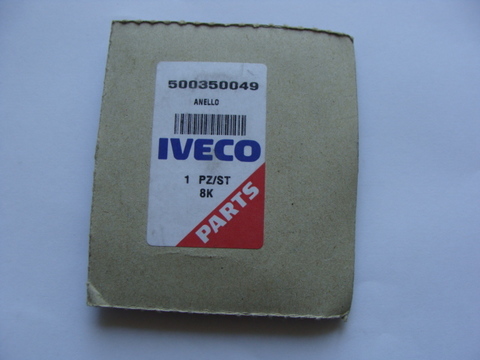 500350049
ANELLO
IVECO
1 PZ/ST
8K
PARTS